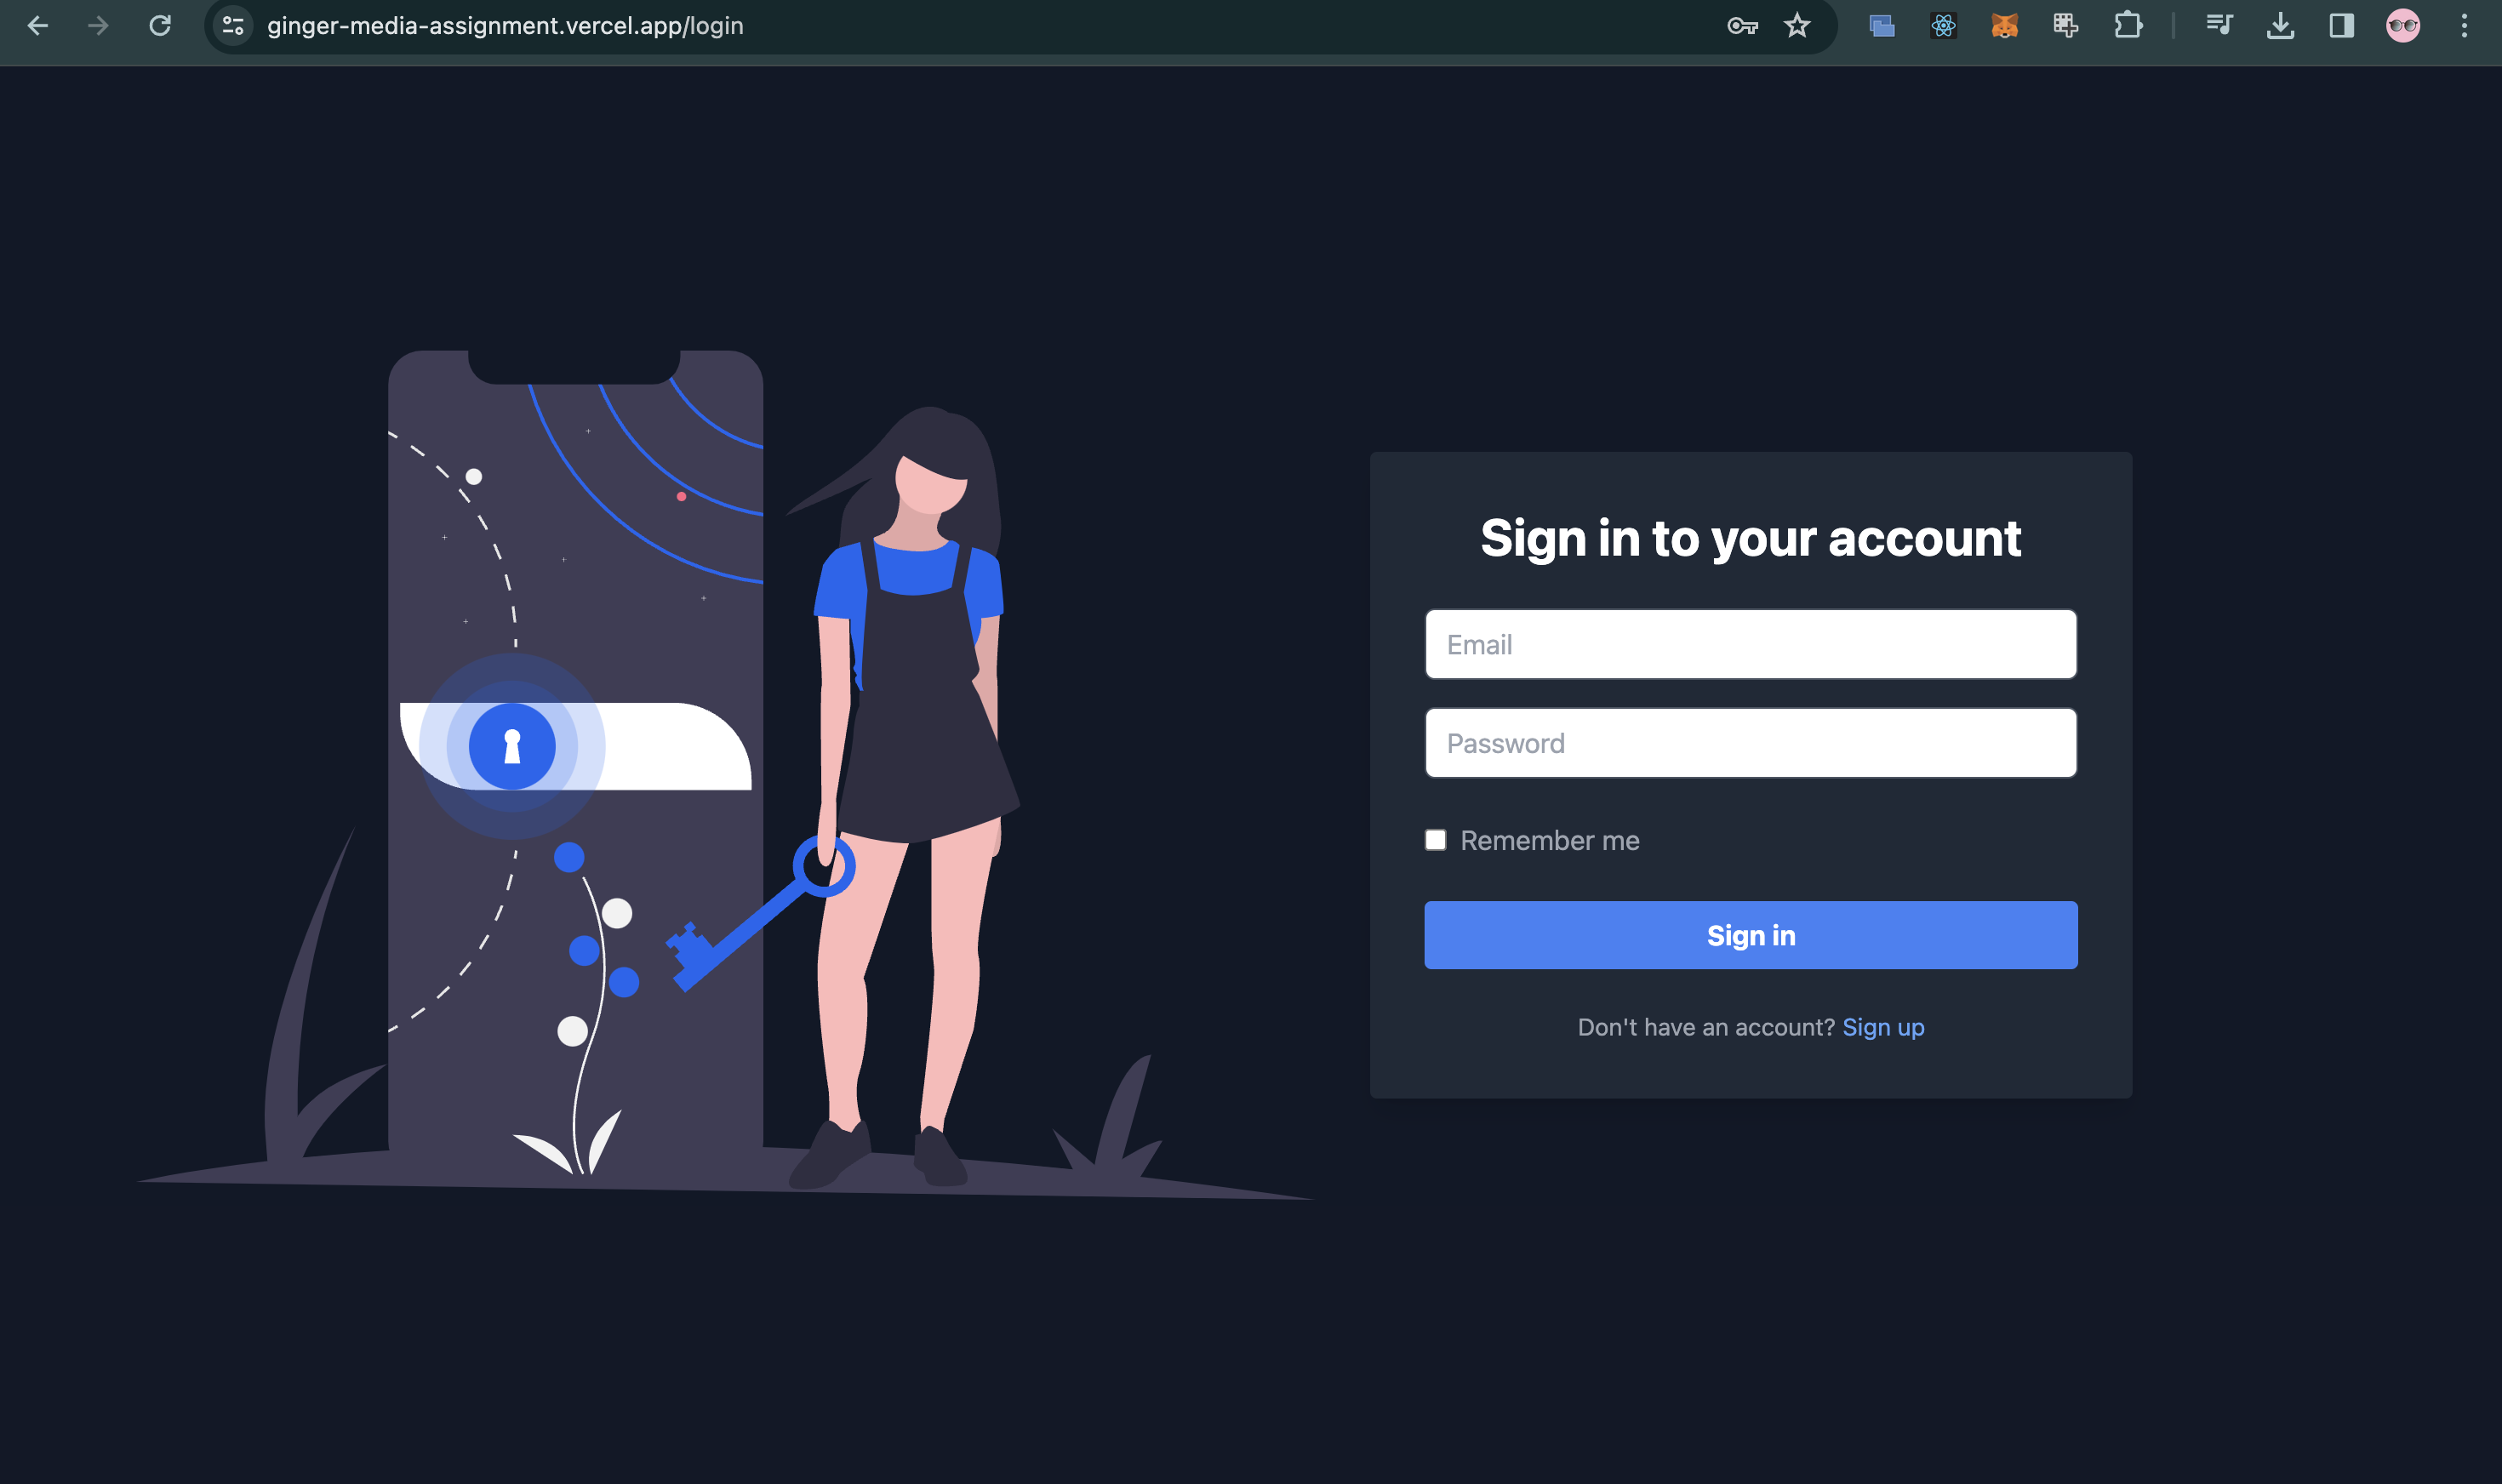 ginger-media-assignment.vercel.app/login
Sign in to your account
Email
Password
Remember me
Sign in
Don't have an account? Sign up